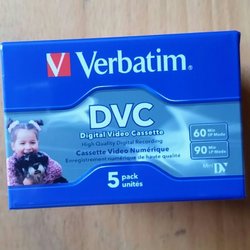 V Verbatim®
DVC
Digital Video Cassette
High Quality Digital Recording
Cassette Vidéo Numérique
Enregistrement numérique de haute qualité
5 pack
unités
60 Min SP Mode
90 Min LP Mode
Mini DV